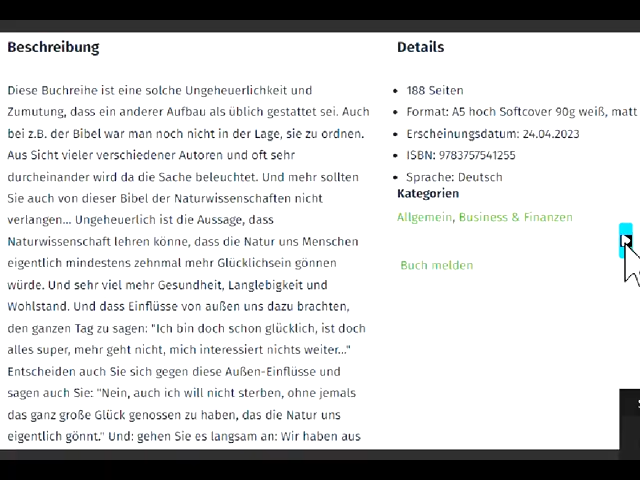 Beschreibung
Diese Buchreihe ist eine solche Ungeheuerlichkeit und
Zumutung, dass ein anderer Aufbau als üblich gestattet sei. Auch
bei z.B. der Bibel war man noch nicht in der Lage, sie zu ordnen.
Aus Sicht vieler verschiedener Autoren und oft sehr
durcheinander wird da die Sache beleuchtet. Und mehr sollten
Sie auch von dieser Bibel der Naturwissenschaften nicht
verlangen... Ungeheuerlich ist die Aussage, dass
Naturwissenschaft lehren könne, dass die Natur uns Menschen
eigentlich mindestens zehnmal mehr Glücklichsein gönnen
würde. Und sehr viel mehr Gesundheit, Langlebigkeit und
Wohlstand. Und dass Einflüsse von außen uns dazu brachten,
den ganzen Tag zu sagen: "Ich bin doch schon glücklich, ist doch
alles super, mehr geht nicht, mich interessiert nichts weiter..."
Entscheiden auch Sie sich gegen diese Außen-Einflüsse und
sagen auch Sie: "Nein, auch ich will nicht sterben, ohne jemals
das ganz große Glück genossen zu haben, das die Natur uns
eigentlich gönnt." Und: gehen Sie es langsam an: Wir haben aus
Details
• 188 Seiten
• Format: A5 hoch Softcover 90g weiß, matt
• Erscheinungsdatum: 24.04.2023
• ISBN: 9783757541255
• Sprache: Deutsch
Kategorien
Allgemein, Business & Finanzen
Buch melden